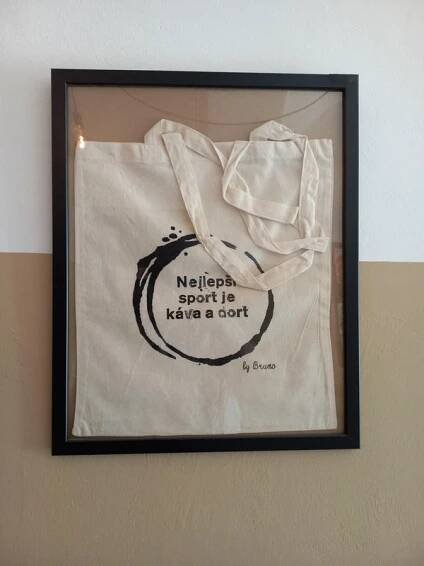 Nejlepší
sport je
káva a dort
by Bruno